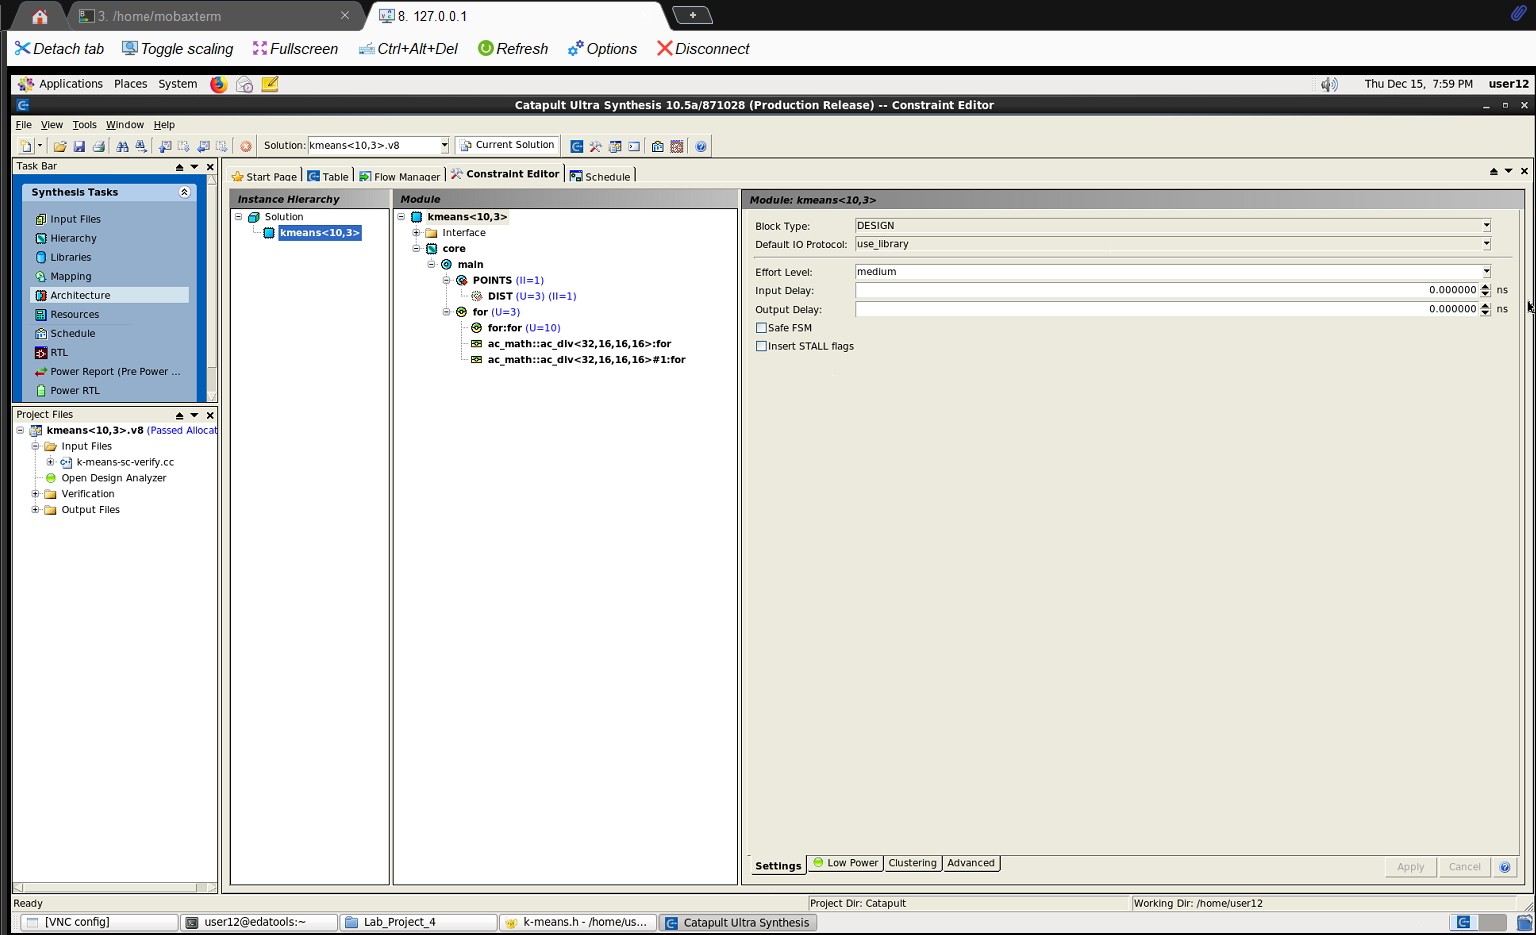 3. /home/mobaxterm
8. 127.0.0.1
Detach tab
Toggle scaling
Fullscreen
Ctrl+Alt+Del
Refresh
Options
Disconnect
Applications Places System
Thu Dec 15, 7:59 PM user12
Catapult Ultra Synthesis 10.5a/871028 (Production Release) -- Constraint Editor
File View Tools Window Help
Solution: kmeans<10,3>.v8
Current Solution
Task Bar
Synthesis Tasks
Input Files
Hierarchy
Libraries
Mapping
Architecture
Resources
Schedule
RTL
Power Report (Pre Power ...
Power RTL
Project Files
kmeans<10,3>.v8 (Passed Allocat
Input Files
k-means-sc-verify.cc
Open Design Analyzer
Verification
Output Files
Start Page
Table
Flow Manager
Constraint Editor
Schedule
Instance Hierarchy
Solution
kmeans<10,3>
Module
kmeans<10,3>
Interface
core
main
POINTS (II=1)
DIST (U=3) (II=1)
for (U=3)
for:for (U=10)
ac_math::ac_div<32,16,16,16>:for
ac_math::ac_div<32,16,16,16>#1:for
Module: kmeans<10,3>
Block Type: DESIGN
Default IO Protocol: use_library
Effort Level: medium
Input Delay: 0.000000 ns
Output Delay: 0.000000 ns
Safe FSM
Insert STALL flags
Settings
Low Power
Clustering
Advanced
Apply
Cancel
Ready
Project Dir: Catapult
Working Dir: /home/user12
[VNC config]
user12@edatools:~
Lab_Project_4
k-means.h - /home/us...
Catapult Ultra Synthesis